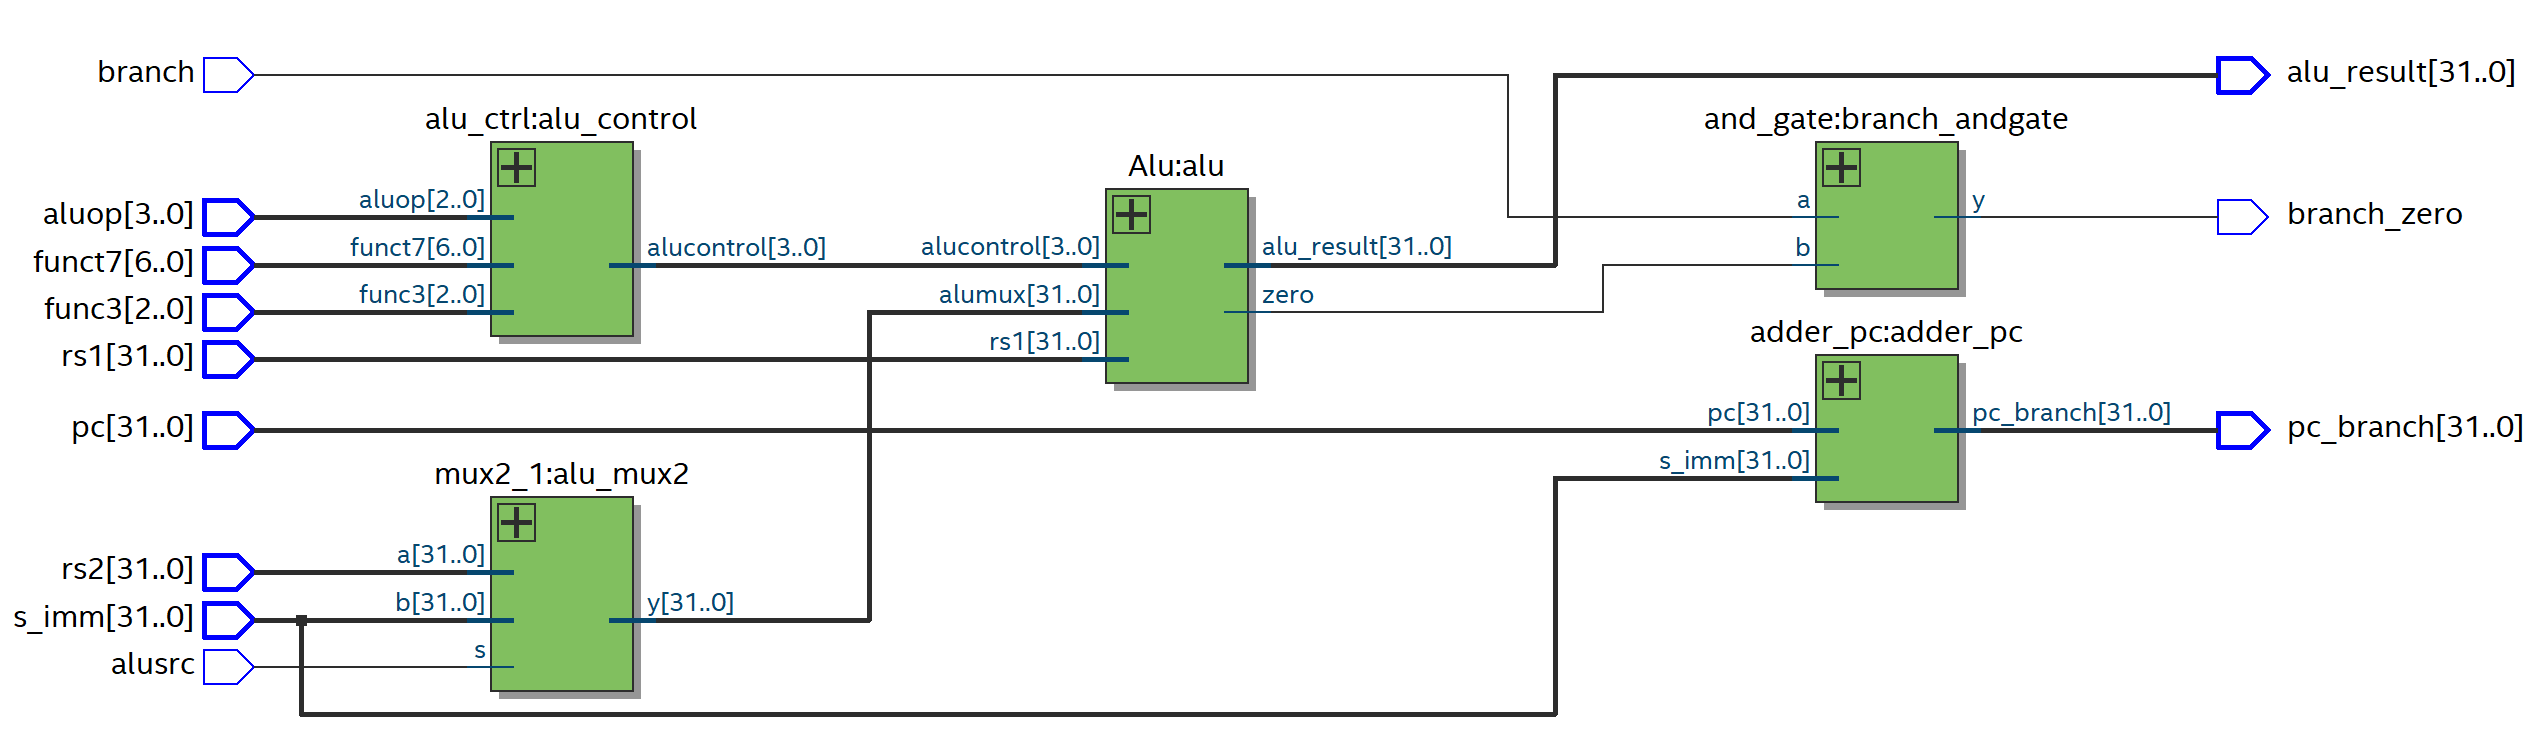 branch
alu_result[31..0]
alu_ctrl:alu_control
and_gate:branch_andgate
Alu:alu
aluop[3..0]
aluop[2..0]
a
y
branch_zero
funct7[6..0]
funct7[6..0]
alucontrol[3..0]
alucontrol[3..0]
alu_result[31..0]
b
func3[2..0]
func3[2..0]
alumux[31..0]
zero
rs1[31..0]
rs1[31..0]
adder_pc:adder_pc
pc[31..0]
pc[31..0]
pc_branch[31..0]
pc_branch[31..0]
s_imm[31..0]
mux2_1:alu_mux2
rs2[31..0]
a[31..0]
s_imm[31..0]
b[31..0]
y[31..0]
alusrc
s